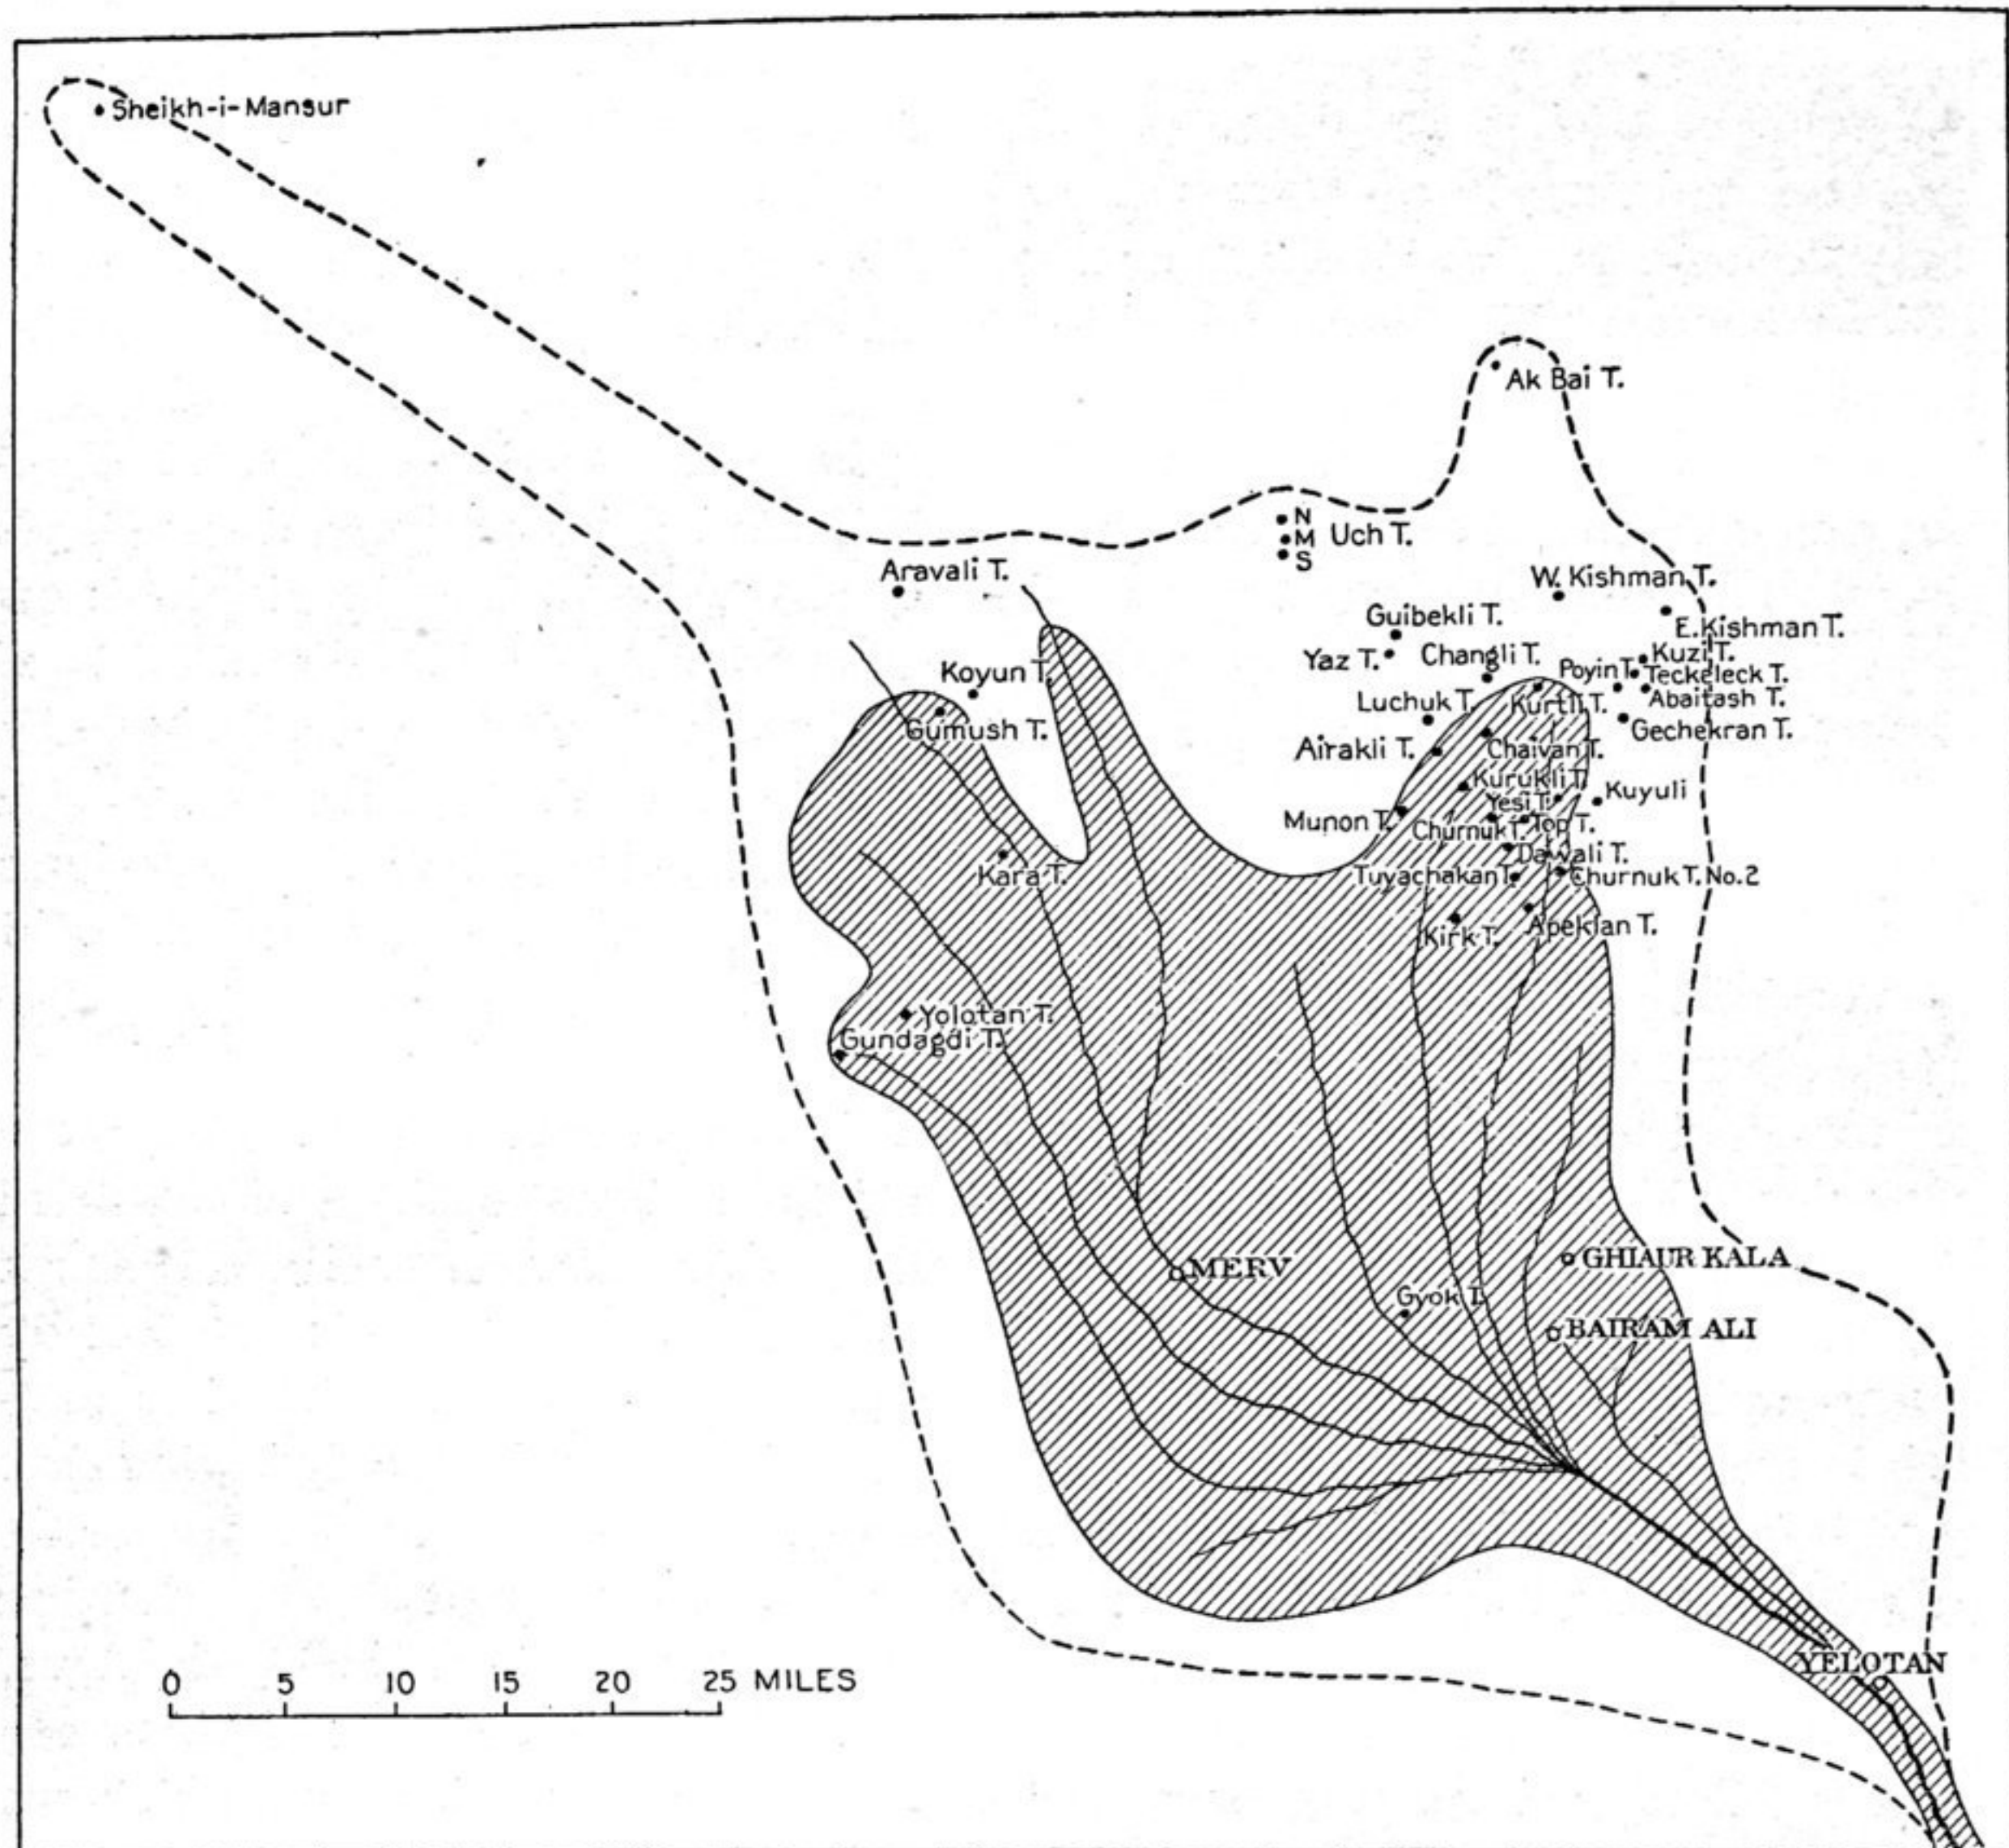 Sheikh-i-Mansur
Ak Bai T.
N
M Uch T.
S
Aravali T.
W. Kishman T.
Guibekli T.
E. Kishman T.
Yaz T.
Changli T.
Kuzi T.
Koyun T.
Poyin T.
Teckeleck T.
Luchuk T.
Kurtli T.
Abaitash T.
Gumush T.
Gechekran T.
Airakli T.
Chaivan T.
Kurukli T.
Kuyuli
Yesi T.
Munon T.
Churnuk T.
Top T.
Davali T.
Kara T.
Tuyachakan T.
Churnuk T. No. 2
Kirk T.
Apeklan T.
Yolotan T.
Gundagdi T.
MERV
GHIAUR KALA
Gyok T.
BAIRAM ALI
YELOTAN
0 5 10 15 20 25 MILES